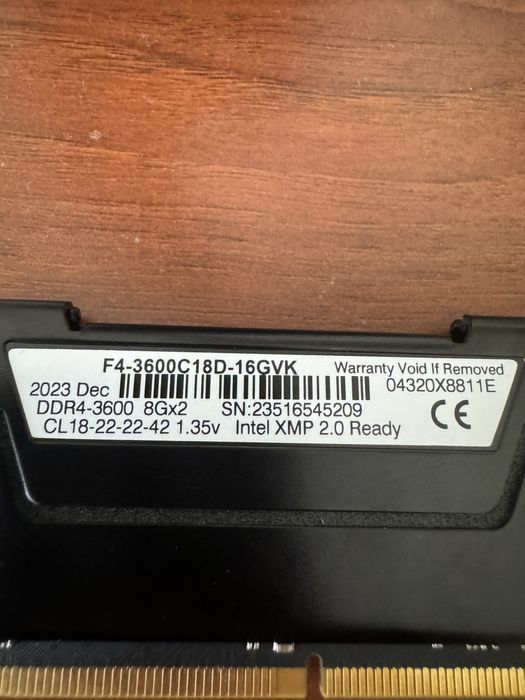 F4-3600C18D-16GVK
Warranty Void If Removed
2023 Dec
04320X8811E
DDR4-3600 8Gx2 SN:23516545209
CE
CL18-22-22-42 1.35v Intel XMP 2.0 Ready